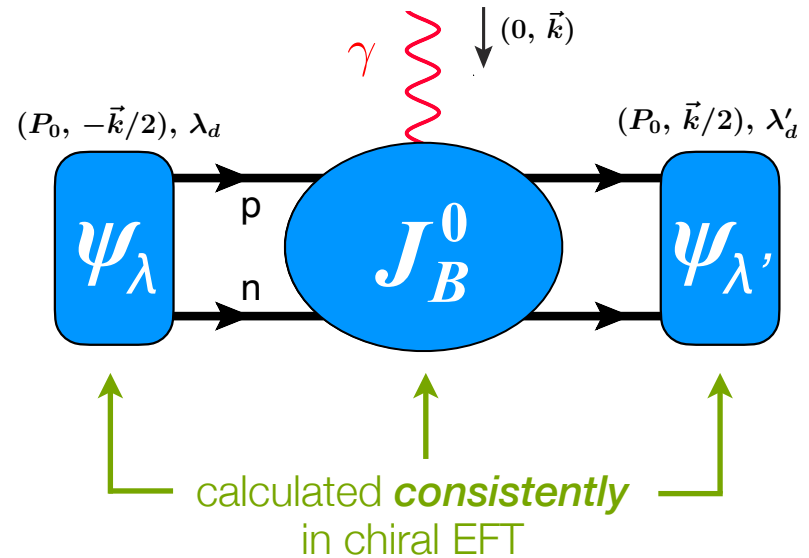 γ
(0, k⃗)
(P₀, −k⃗/2), λ_d
(P₀, k⃗/2), λ′_d
p
n
ψ_λ
J_B^0
ψ_λ'
calculated consistently
in chiral EFT